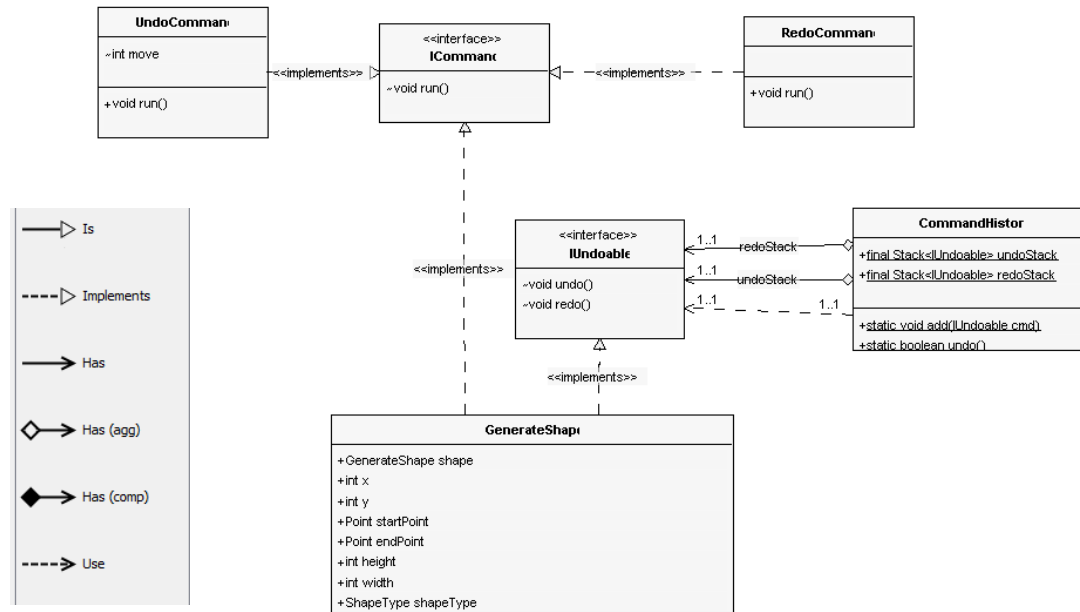 UndoComman
~int move
+void run()
<<implements>>
<<interface>>
ICommand
~void run()
<<implements>>
RedoComman
+void run()
Is
Implements
Has
Has (agg)
Has (comp)
Use
<<implements>>
<<interface>>
IUndoable
~void undo()
~void redo()
1..1
redoStack
1..1
undoStack
1..1
1..1
CommandHistor
+final Stack<IUndoable> undoStack
+final Stack<IUndoable> redoStack
+static void add(IUndoable cmd)
+static boolean undo()
<<implements>>
GenerateShape
+GenerateShape shape
+int x
+int y
+Point startPoint
+Point endPoint
+int height
+int width
+ShapeType shapeType